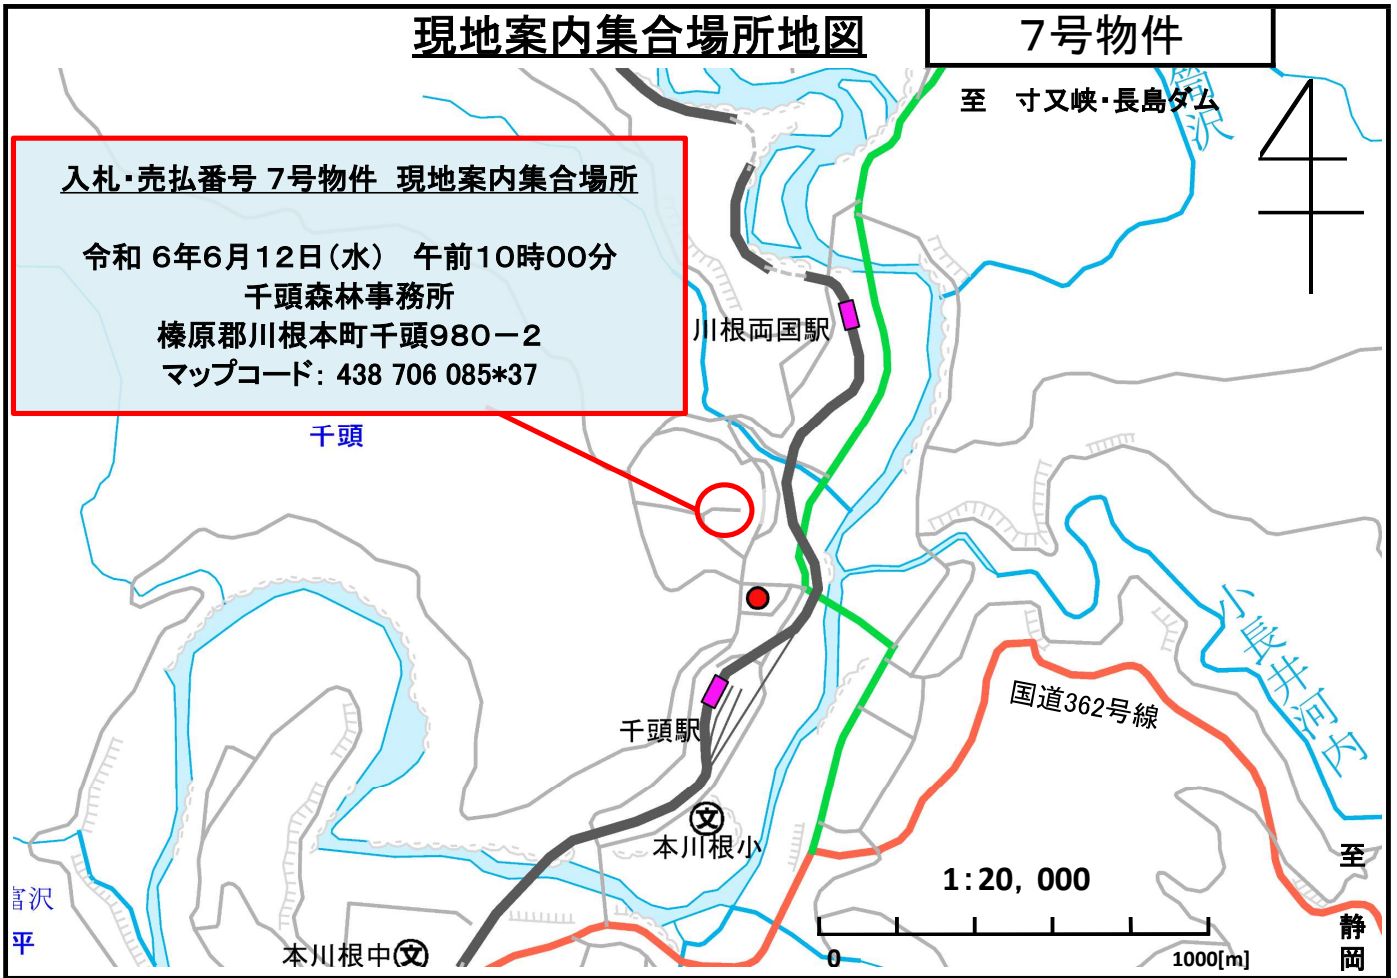 現地案内集合場所地図
7号物件
至 寸又峡・長島ダム
入札・売払番号 7号物件 現地案内集合場所
令和 6年6月12日(水) 午前10時00分
千頭森林事務所
榛原郡川根本町千頭980-2
マップコード: 438 706 085*37
川根両国駅
千頭
小長井河内
国道362号線
千頭駅
文
本川根小
1:20,000
0
1000[m]
至 静岡
富沢
平
本川根中文